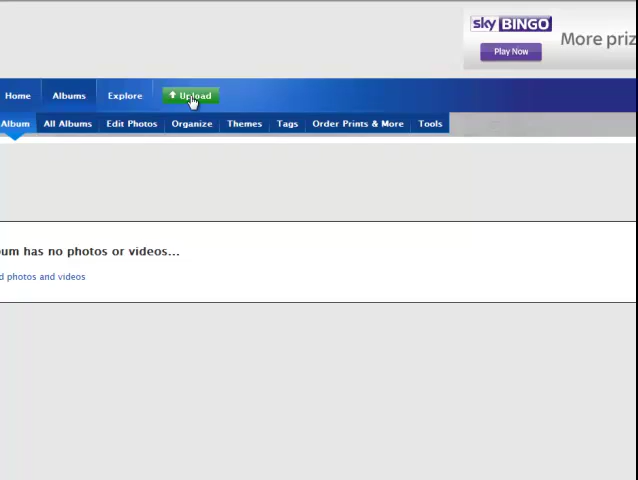 sky BINGO
More priz
Play Now
Home Albums Explore Upload
Album All Albums Edit Photos Organize Themes Tags Order Prints & More Tools
um has no photos or videos...
d photos and videos